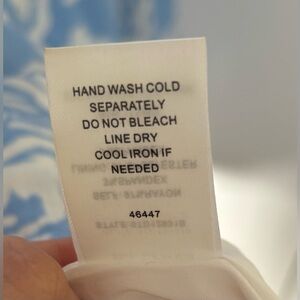 HAND WASH COLD
SEPARATELY
DO NOT BLEACH
LINE DRY
COOL IRON IF
NEEDED
46447